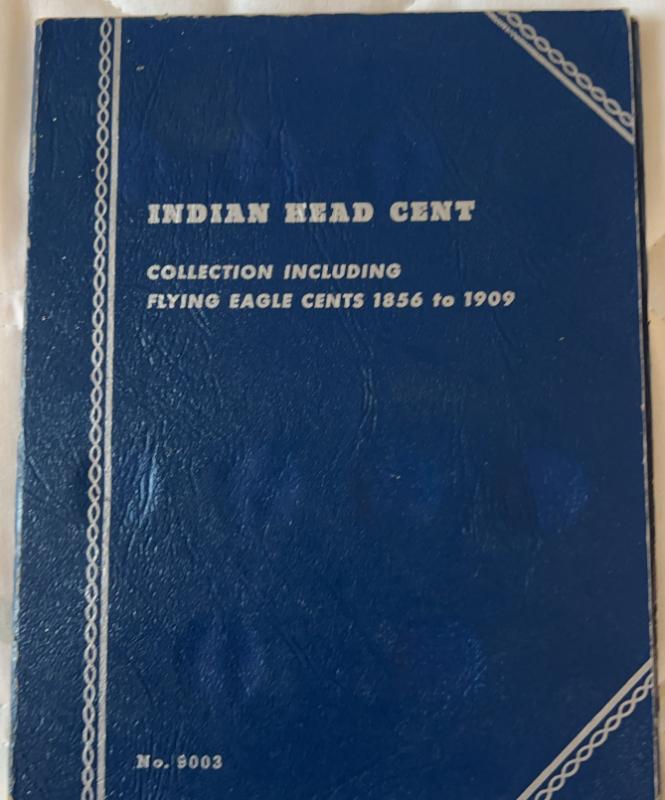 INDIAN HEAD CENT
COLLECTION INCLUDING
FLYING EAGLE CENTS 1856 to 1909
No. 9003